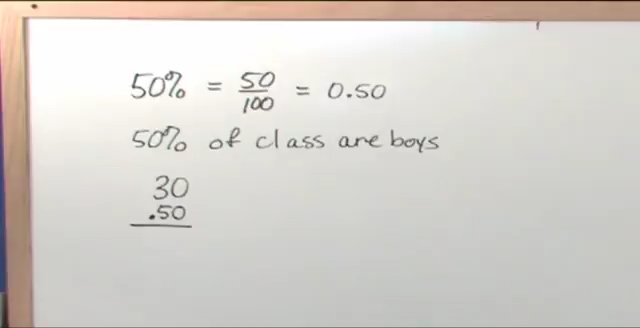 50% = 50/100 = 0.50
50% of class are boys
30
.50